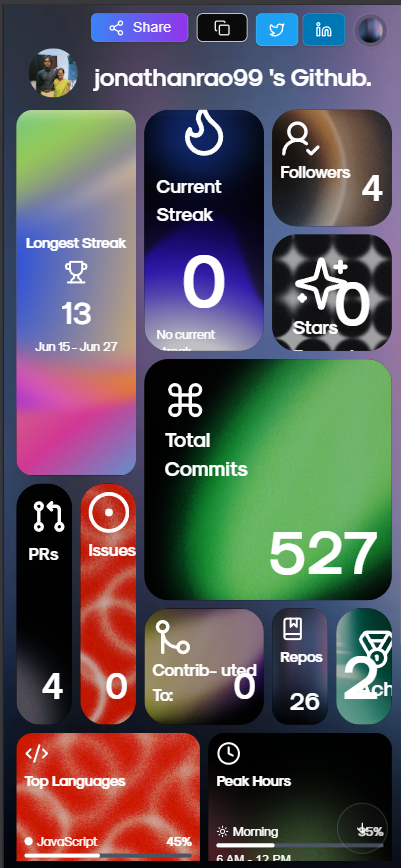 Share
jonathanrao99 's Github.
Longest Streak
13
Jun 15 - Jun 27
Current
Streak
0
No current
Followers
4
Stars
0
Total
Commits
527
PRs
4
Issues
0
Contrib- uted
To:
0
Repos
26
Ach
2
Top Languages
JavaScript 45%
Peak Hours
Morning 35%
6 AM - 12 PM